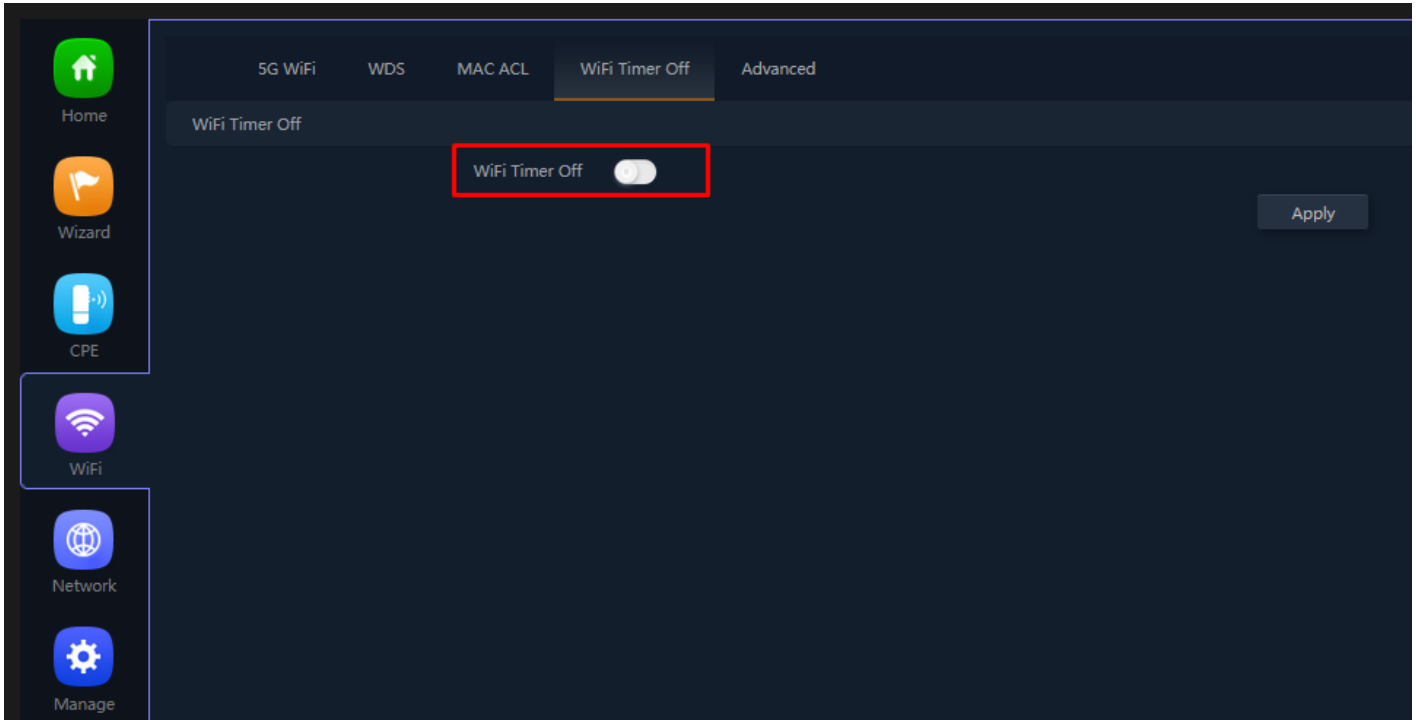 Home
Wizard
CPE
WiFi
Network
Manage
5G WiFi WDS MAC ACL WiFi Timer Off Advanced
WiFi Timer Off
WiFi Timer Off
Apply